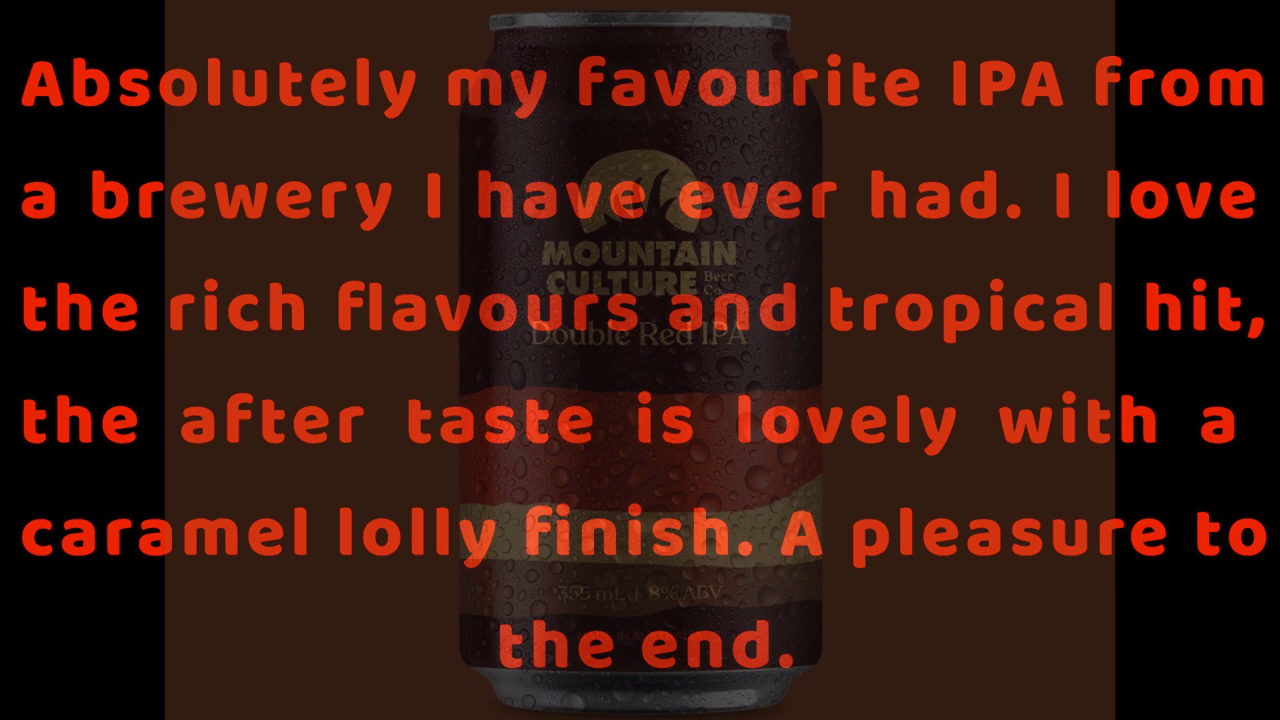 Absolutely my favourite IPA from
a brewery I have ever had. I love
the rich flavours and tropical hit,
the after taste is lovely with a
caramel lolly finish. A pleasure to
the end.
MOUNTAIN
CULTURE Beer Co
Double Red IPA
355 mL 8% ABV